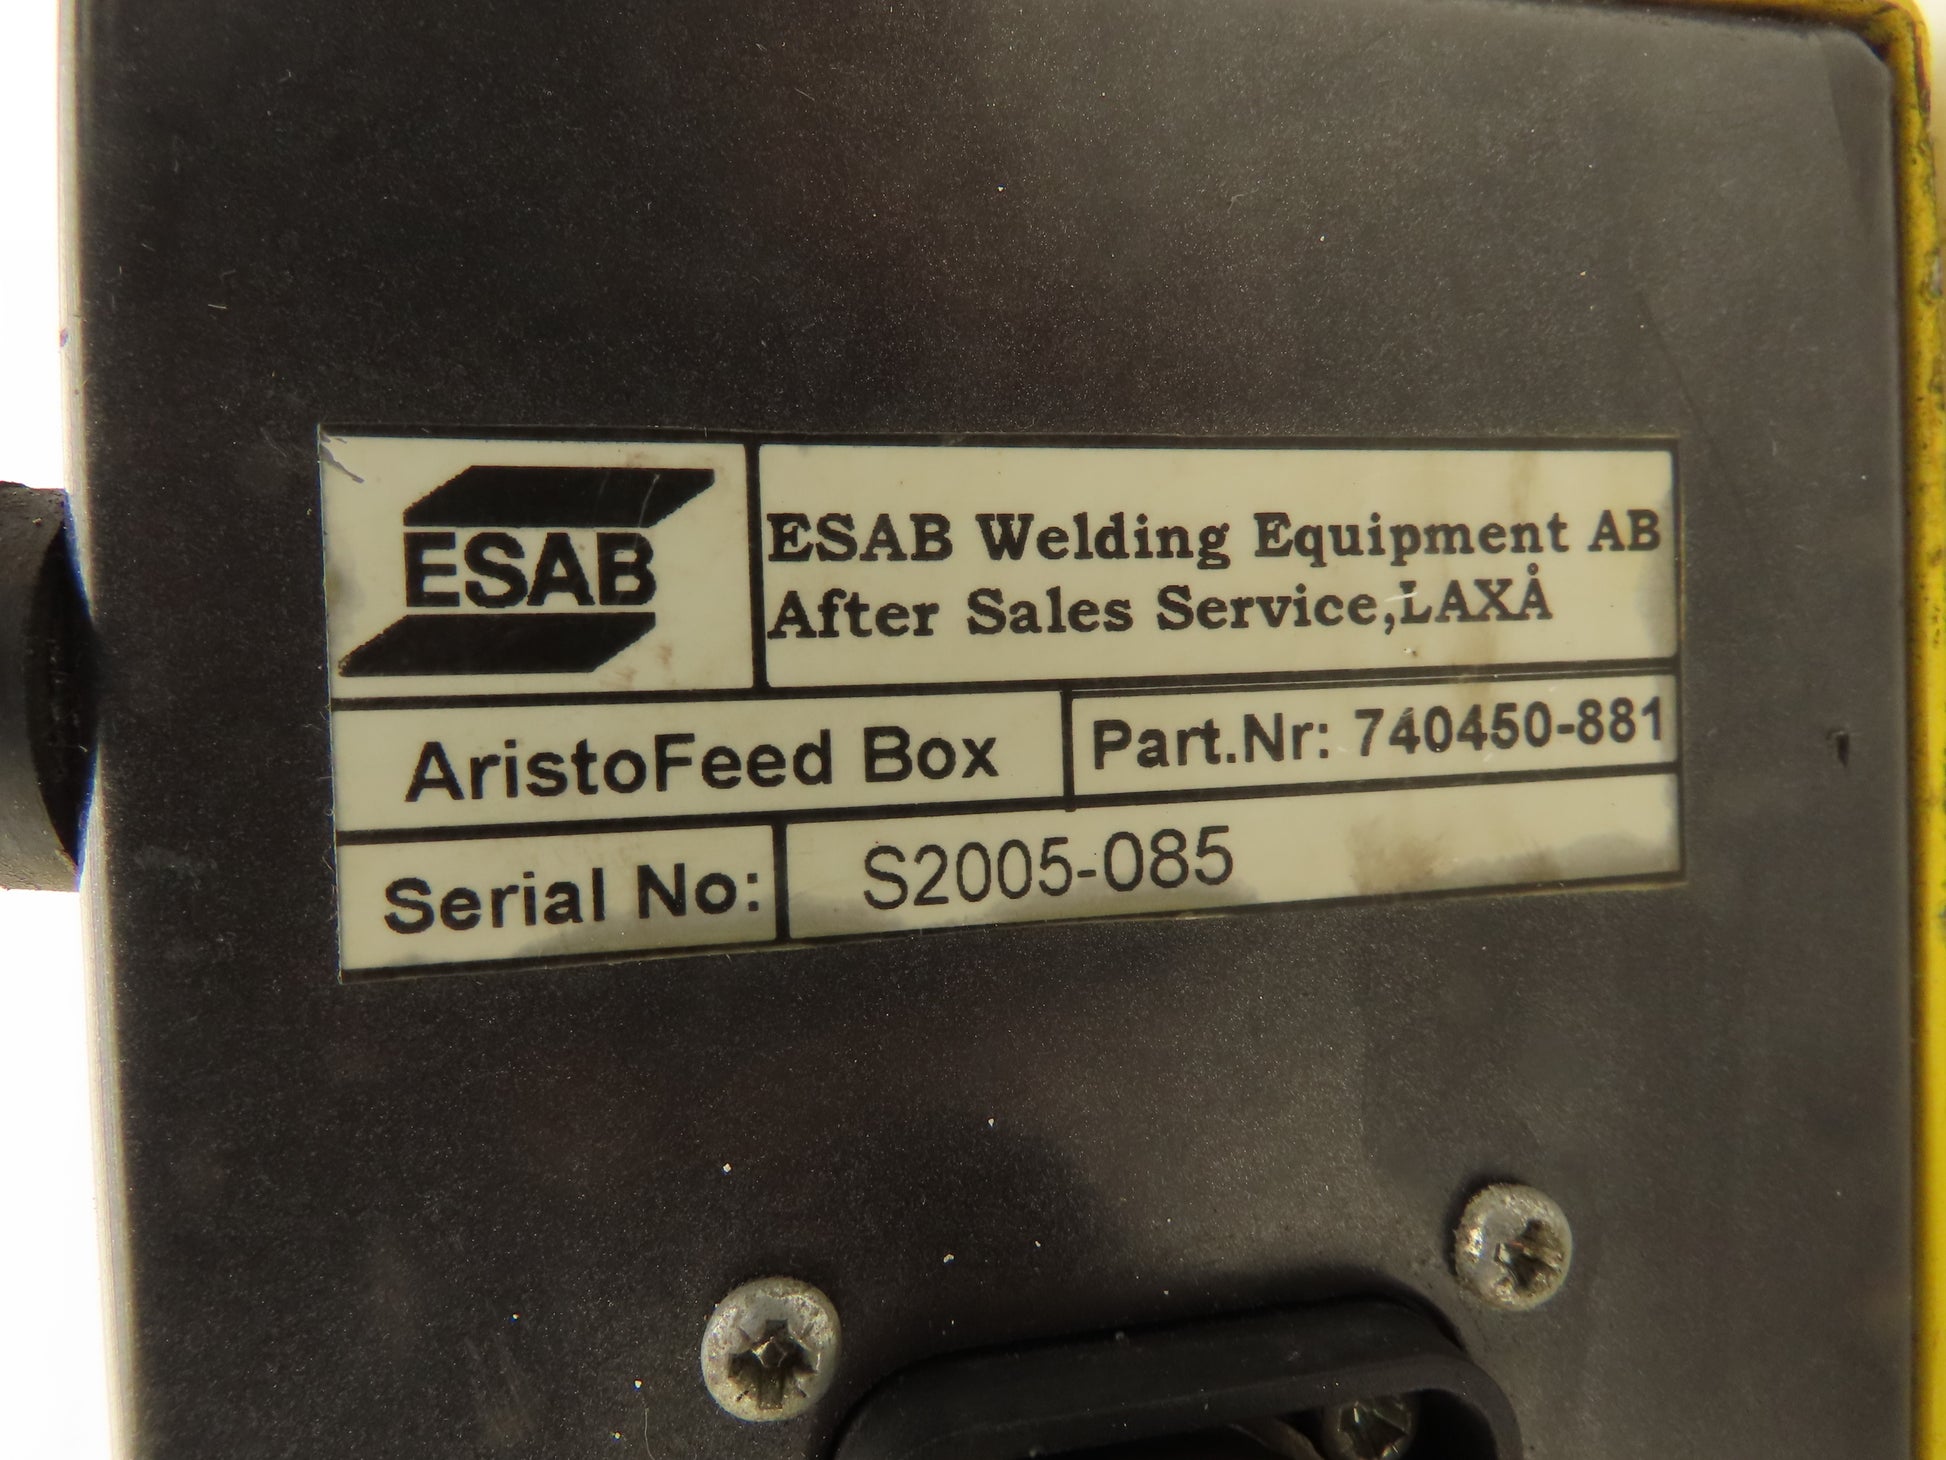 ESAB
ESAB Welding Equipment AB
After Sales Service,LAXÅ
AristoFeed Box
Part.Nr: 740450-881
Serial No:
S2005-085